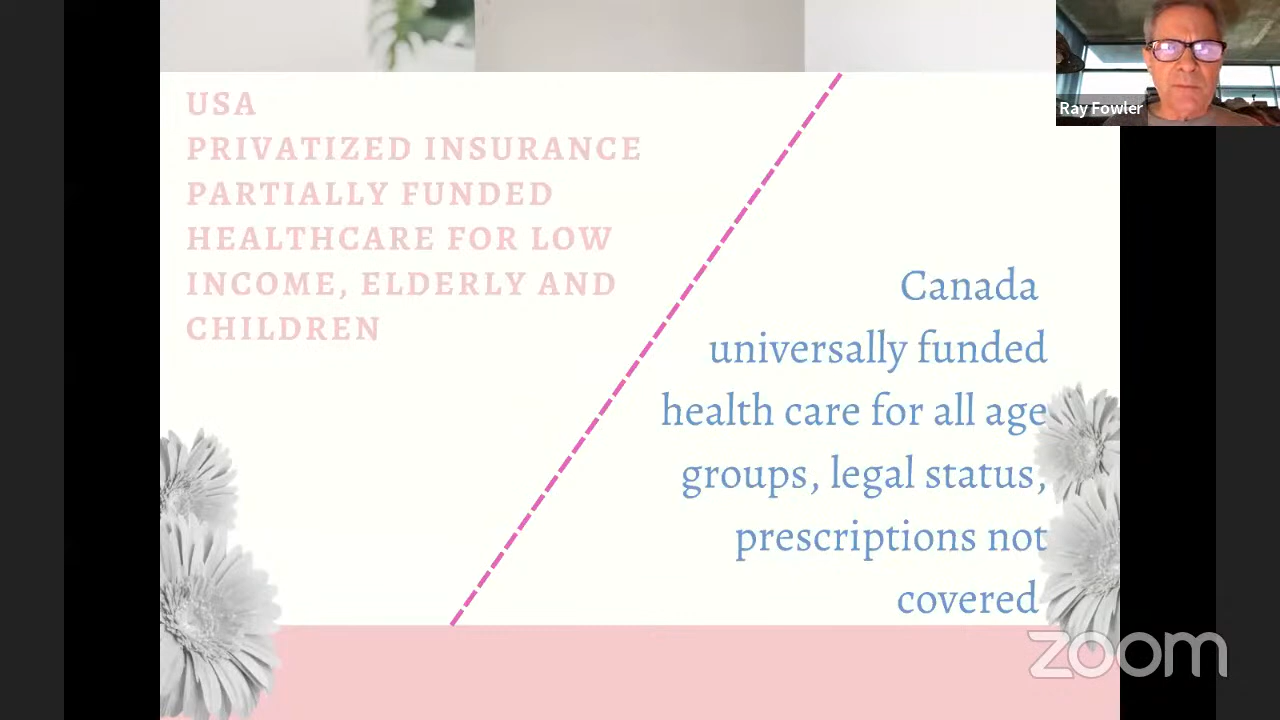 USA
PRIVATIZED INSURANCE
PARTIALLY FUNDED
HEALTHCARE FOR LOW
INCOME, ELDERLY AND
CHILDREN
Canada
universally funded
health care for all age
groups, legal status,
prescriptions not
covered
Ray Fowler
zoom